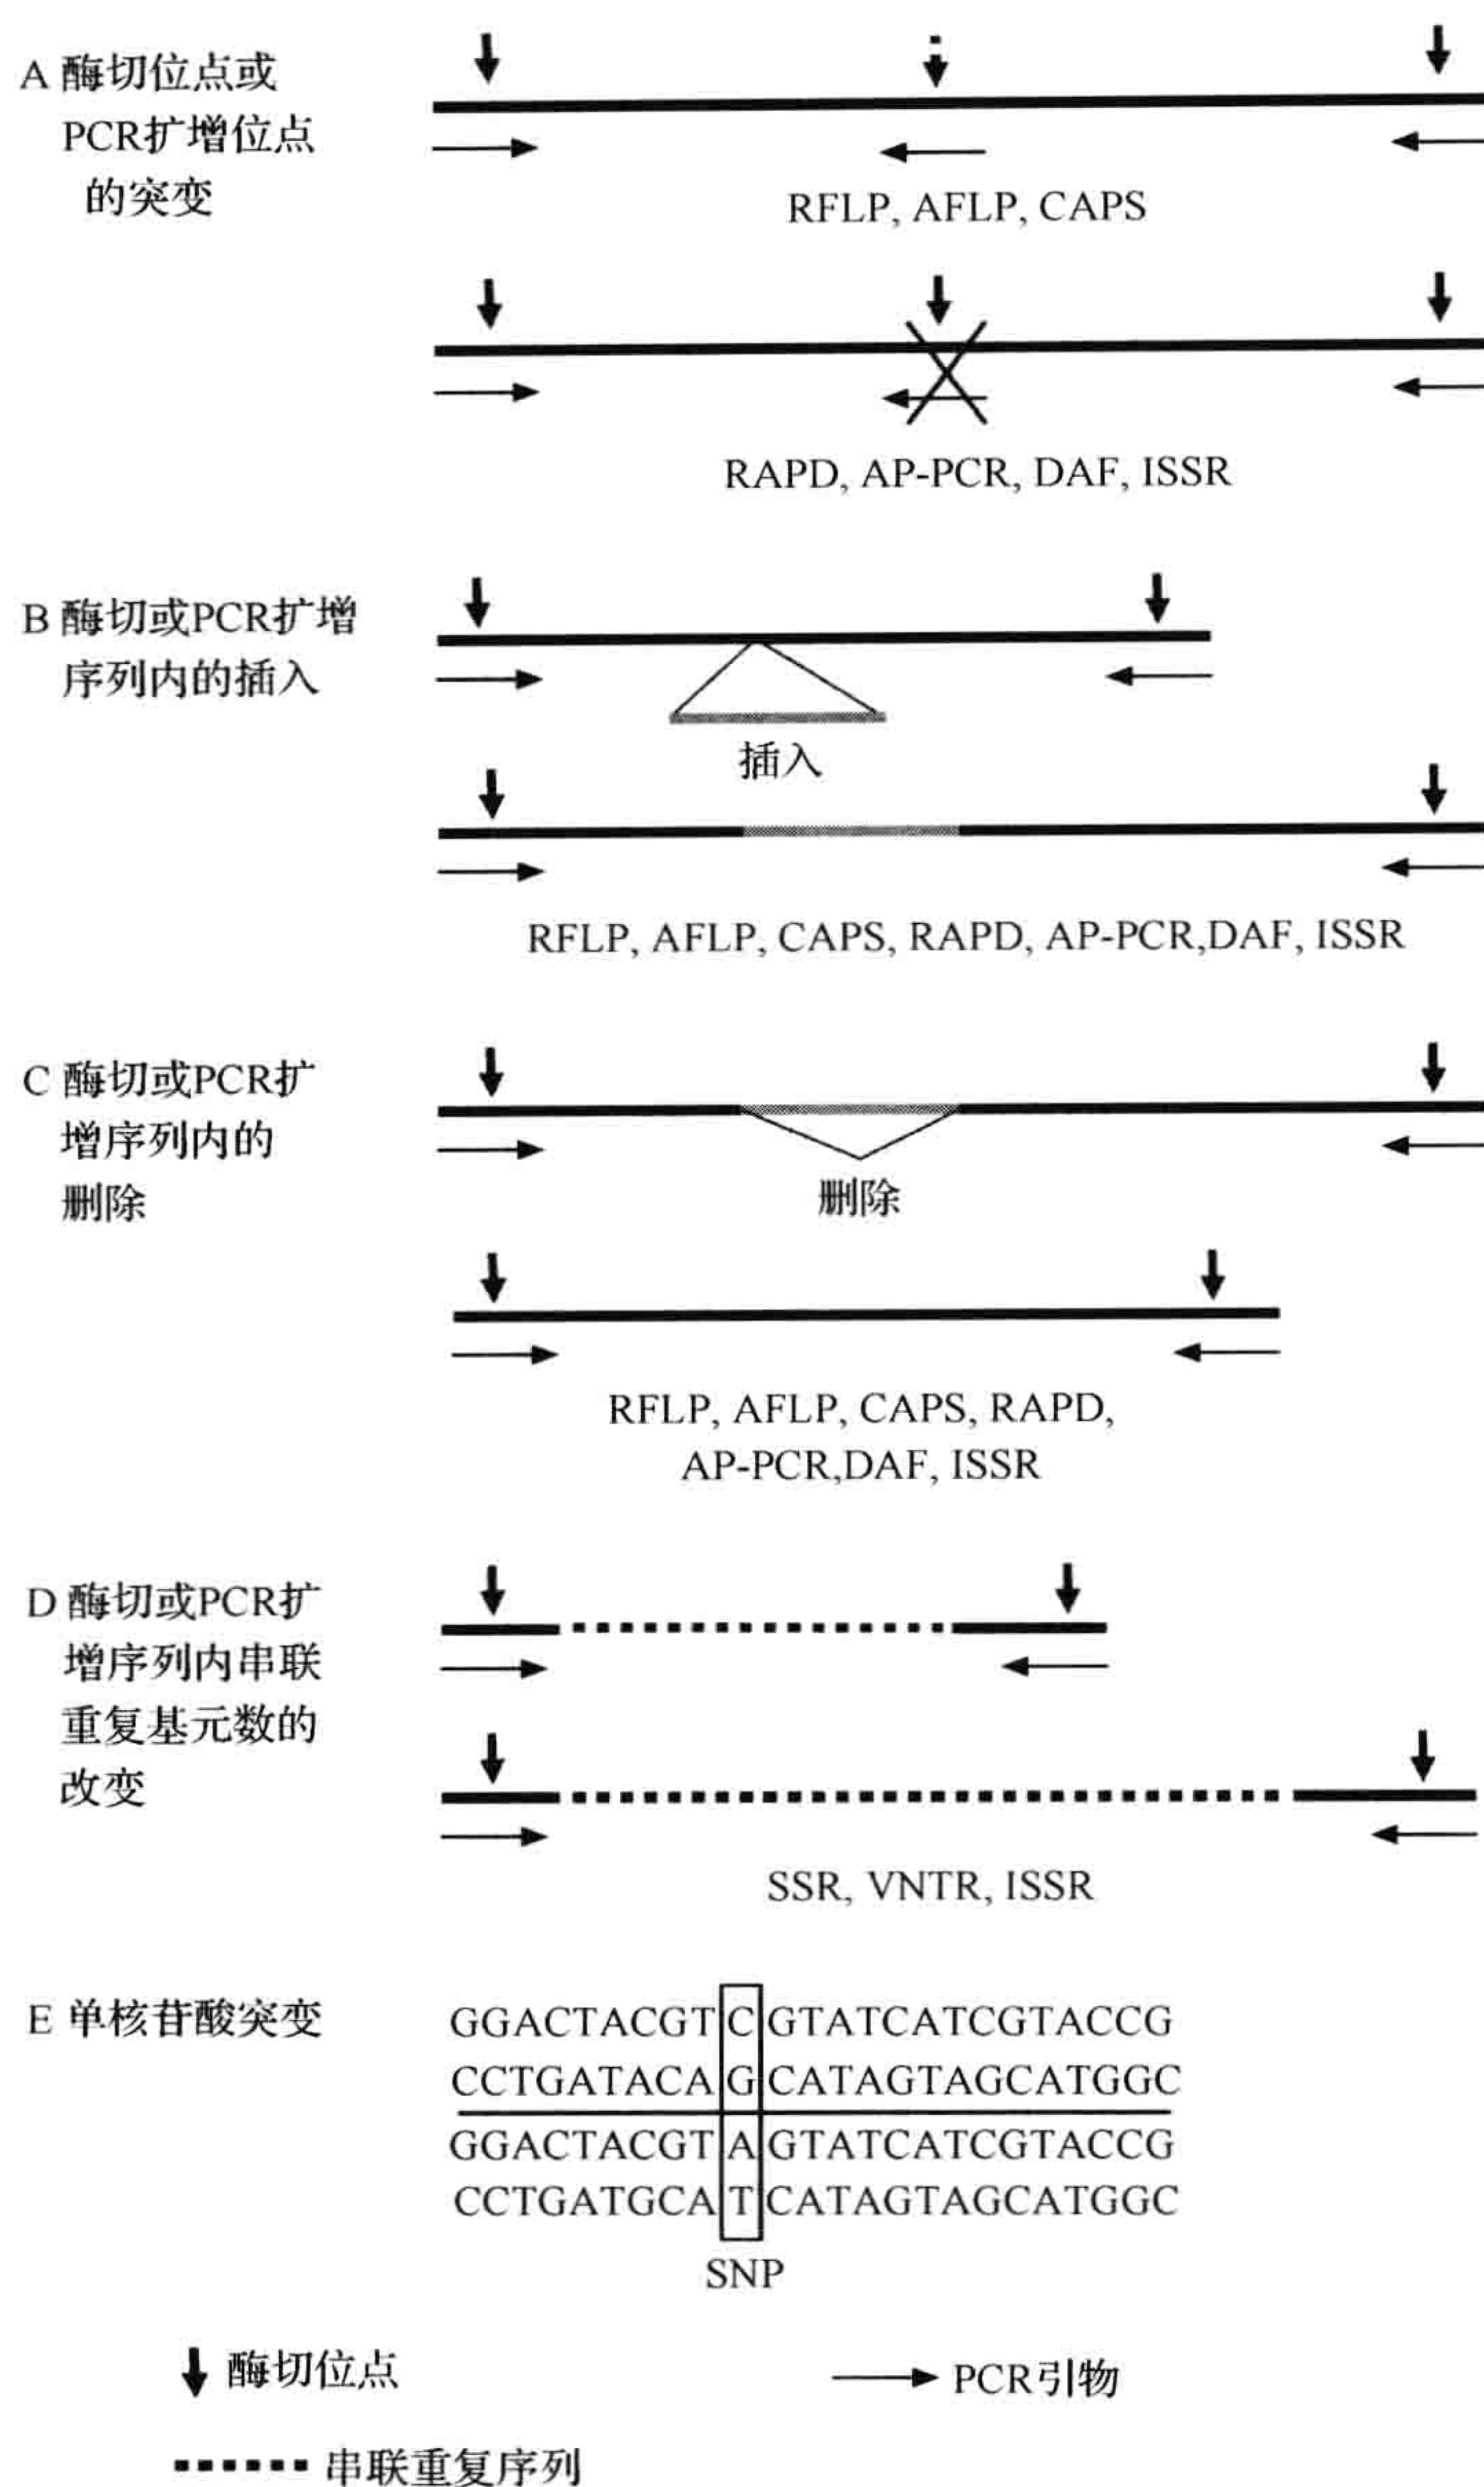 A 酶切位点或
PCR扩增位点
的突变
RFLP, AFLP, CAPS
RAPD, AP-PCR, DAF, ISSR
B 酶切或PCR扩增
序列内的插入
插入
RFLP, AFLP, CAPS, RAPD, AP-PCR,DAF, ISSR
C 酶切或PCR扩
增序列内的
删除
删除
RFLP, AFLP, CAPS, RAPD,
AP-PCR,DAF, ISSR
D 酶切或PCR扩
增序列内串联
重复基元数的
改变
SSR, VNTR, ISSR
E 单核苷酸突变
GGACTACGT C GTATCATCGTACCG
CCTGATACA G CATAGTAGCATGGC
GGACTACGT A GTATCATCGTACCG
CCTGATGCA T CATAGTAGCATGGC
SNP
酶切位点
PCR引物
串联重复序列